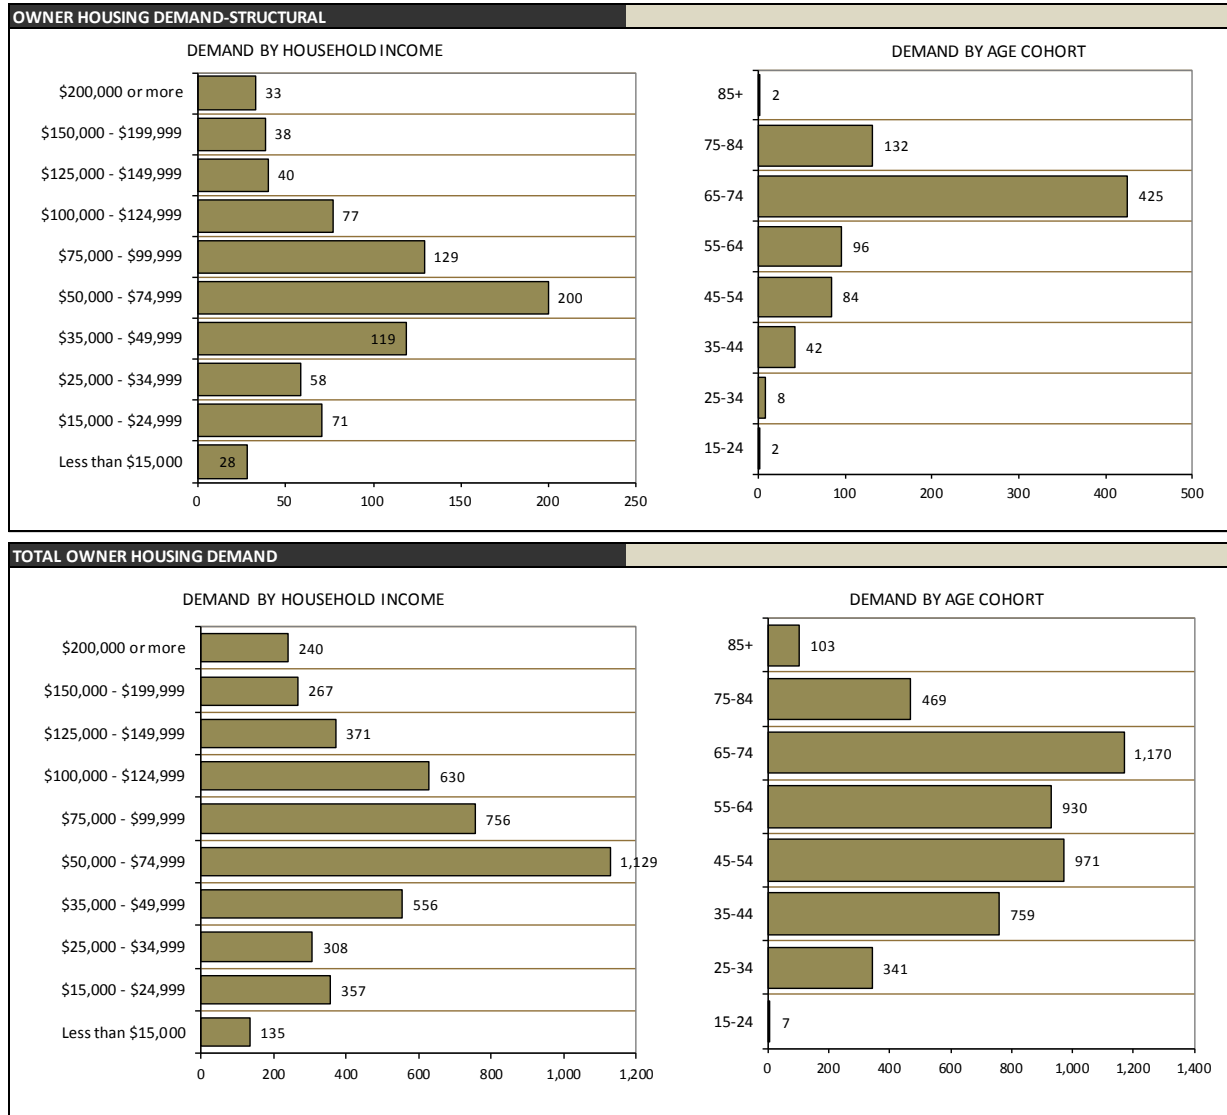 OWNER HOUSING DEMAND-STRUCTURAL
DEMAND BY HOUSEHOLD INCOME
$200,000 or more 33
$150,000 - $199,999 38
$125,000 - $149,999 40
$100,000 - $124,999 77
$75,000 - $99,999 129
$50,000 - $74,999 200
$35,000 - $49,999 119
$25,000 - $34,999 58
$15,000 - $24,999 71
Less than $15,000 28
0 50 100 150 200 250
DEMAND BY AGE COHORT
85+ 2
75-84 132
65-74 425
55-64 96
45-54 84
35-44 42
25-34 8
15-24 2
0 100 200 300 400 500
TOTAL OWNER HOUSING DEMAND
DEMAND BY HOUSEHOLD INCOME
$200,000 or more 240
$150,000 - $199,999 267
$125,000 - $149,999 371
$100,000 - $124,999 630
$75,000 - $99,999 756
$50,000 - $74,999 1,129
$35,000 - $49,999 556
$25,000 - $34,999 308
$15,000 - $24,999 357
Less than $15,000 135
0 200 400 600 800 1,000 1,200
DEMAND BY AGE COHORT
85+ 103
75-84 469
65-74 1,170
55-64 930
45-54 971
35-44 759
25-34 341
15-24 7
0 200 400 600 800 1,000 1,200 1,400